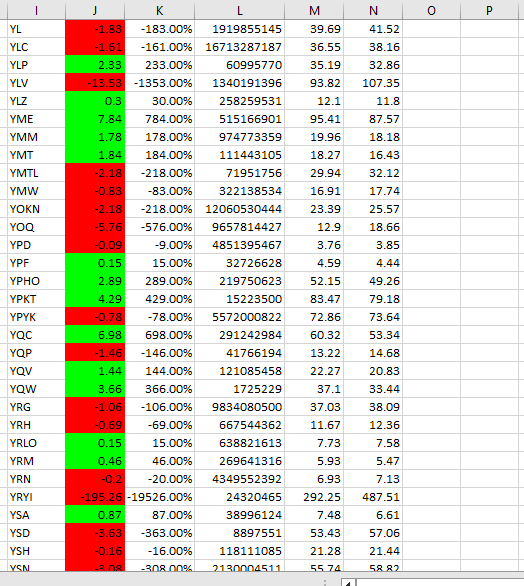 I J K L M N O P
YL -1.83 -183.00% 1919855145 39.69 41.52
YLC -1.61 -161.00% 16713287187 36.55 38.16
YLP 2.33 233.00% 60995770 35.19 32.86
YLV -13.53 -1353.00% 1340191396 93.82 107.35
YLZ 0.3 30.00% 258259531 12.1 11.8
YME 7.84 784.00% 515166901 95.41 87.57
YMM 1.78 178.00% 974773359 19.96 18.18
YMT 1.84 184.00% 111443105 18.27 16.43
YMTL -2.18 -218.00% 71951756 29.94 32.12
YMW -0.83 -83.00% 322138534 16.91 17.74
YOKN -2.18 -218.00% 12060530444 23.39 25.57
YOQ -5.76 -576.00% 9657814427 12.9 18.66
YPD -0.09 -9.00% 4851395467 3.76 3.85
YPF 0.15 15.00% 32726628 4.59 4.44
YPHO 2.89 289.00% 219750623 52.15 49.26
YPKT 4.29 429.00% 15223500 83.47 79.18
YPYK -0.78 -78.00% 5572000822 72.86 73.64
YQC 6.98 698.00% 291242984 60.32 53.34
YQP -1.46 -146.00% 41766194 13.22 14.68
YQV 1.44 144.00% 121085458 22.27 20.83
YQW 3.66 366.00% 1725229 37.1 33.44
YRG -1.06 -106.00% 9834080500 37.03 38.09
YRH -0.69 -69.00% 667544362 11.67 12.36
YRLO 0.15 15.00% 638821613 7.73 7.58
YRM 0.46 46.00% 269641316 5.93 5.47
YRN -0.2 -20.00% 4349552392 6.93 7.13
YRYI -195.26 -19526.00% 24320465 292.25 487.51
YSA 0.87 87.00% 38996124 7.48 6.61
YSD -3.63 -363.00% 8897551 53.43 57.06
YSH -0.16 -16.00% 118111085 21.28 21.44
YSN -3.08 -308.00% 2130004511 55.74 58.82